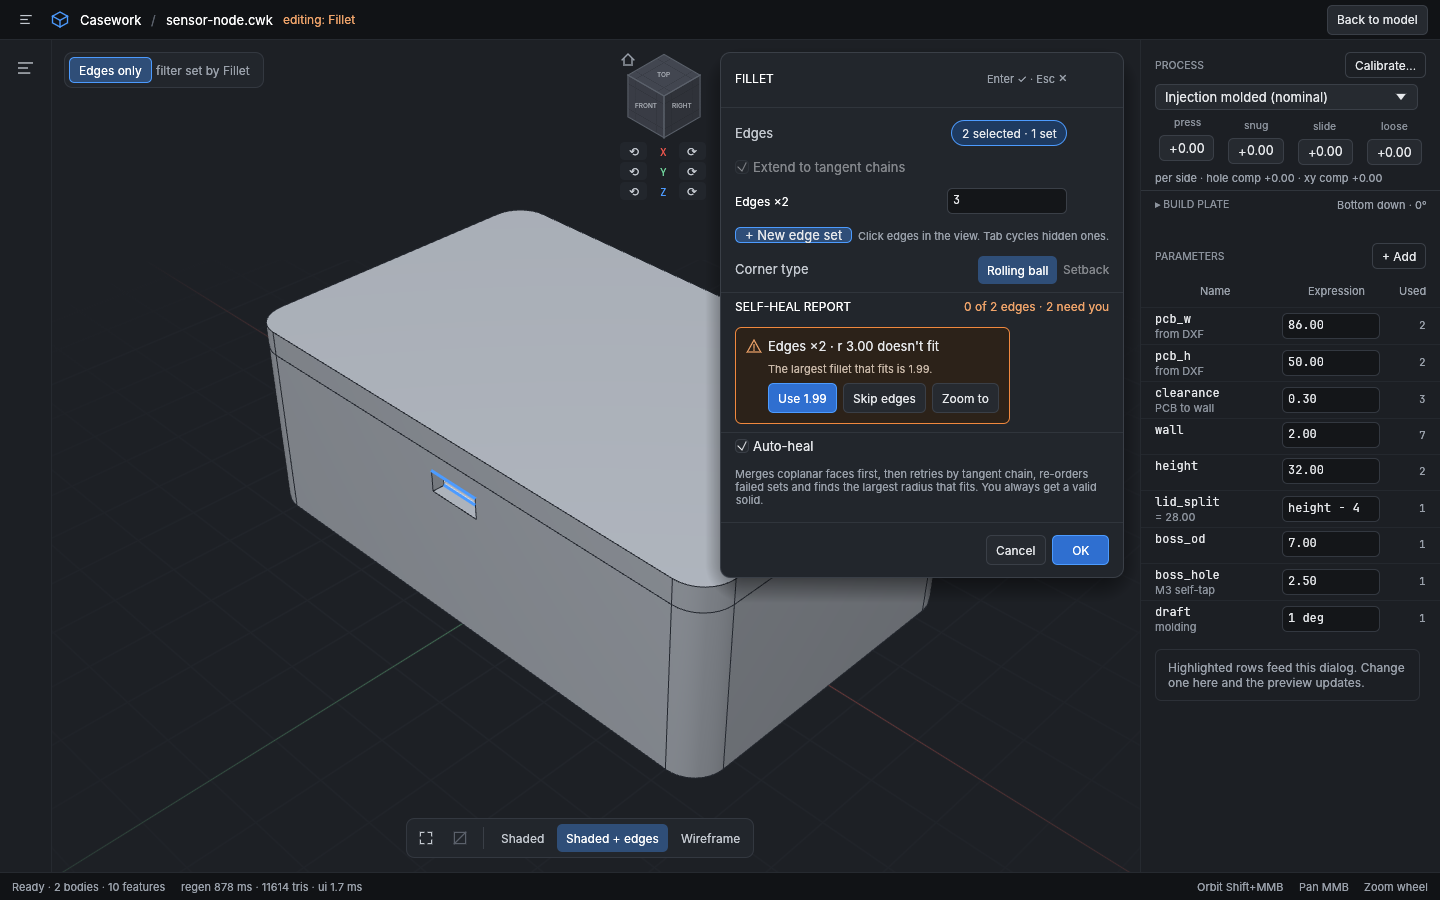 Casework / sensor-node.cwk editing: Fillet
Back to model
Edges only filter set by Fillet
TOP
FRONT RIGHT
X
Y
Z
FILLET Enter ✓ · Esc ✕
Edges 2 selected · 1 set
Extend to tangent chains
Edges ×2 3
+ New edge set Click edges in the view. Tab cycles hidden ones.
Corner type Rolling ball Setback
SELF-HEAL REPORT 0 of 2 edges · 2 need you
Edges ×2 · r 3.00 doesn't fit
The largest fillet that fits is 1.99.
Use 1.99 Skip edges Zoom to
Auto-heal
Merges coplanar faces first, then retries by tangent chain, re-orders
failed sets and finds the largest radius that fits. You always get a valid
solid.
Cancel OK
PROCESS Calibrate...
Injection molded (nominal)
press snug slide loose
+0.00 +0.00 +0.00 +0.00
per side · hole comp +0.00 · xy comp +0.00
▸ BUILD PLATE Bottom down · 0°
PARAMETERS + Add
Name Expression Used
pcb_w 86.00 2
from DXF
pcb_h 50.00 2
from DXF
clearance 0.30 3
PCB to wall
wall 2.00 7
height 32.00 2
lid_split height - 4 1
= 28.00
boss_od 7.00 1
boss_hole 2.50 1
M3 self-tap
draft 1 deg 1
molding
Highlighted rows feed this dialog. Change
one here and the preview updates.
Shaded Shaded + edges Wireframe
Ready · 2 bodies · 10 features regen 878 ms · 11614 tris · ui 1.7 ms
Orbit Shift+MMB Pan MMB Zoom wheel